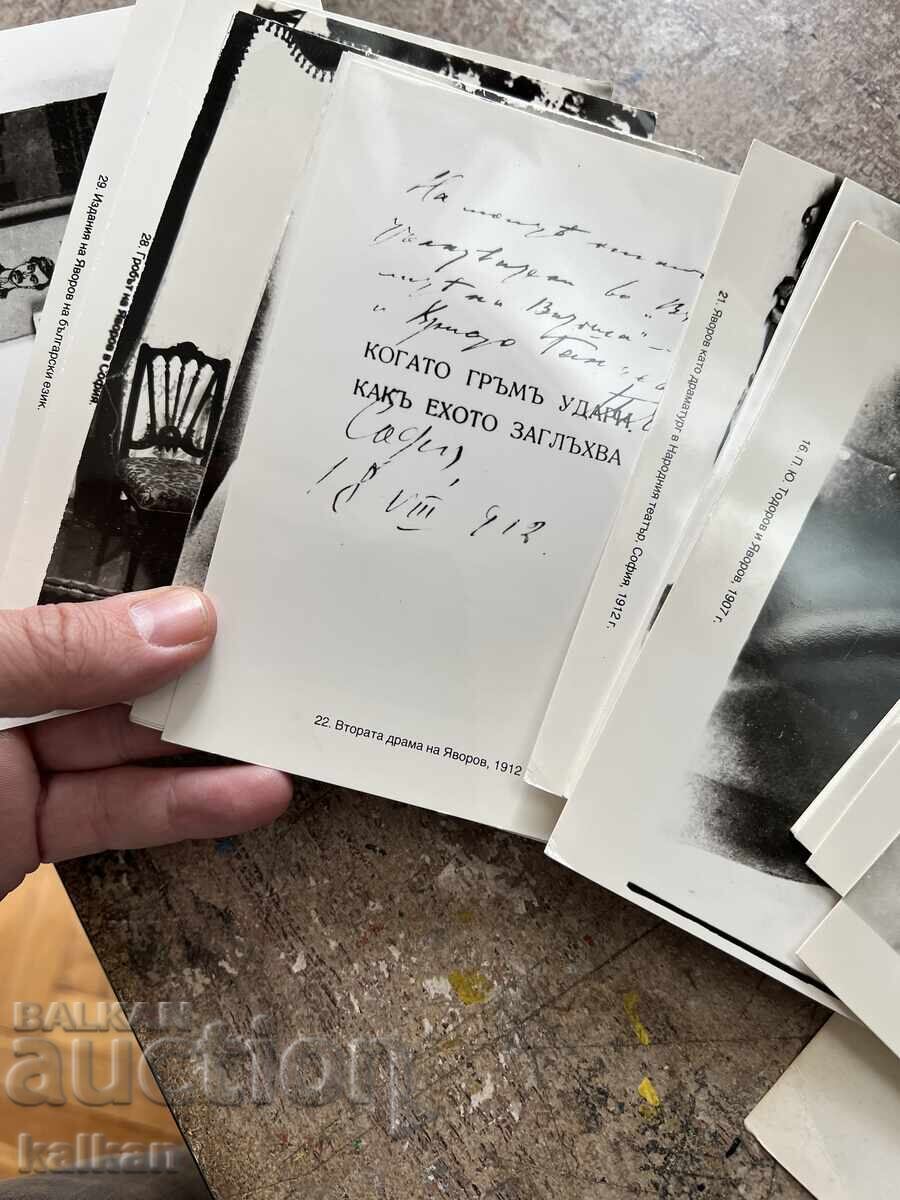 29. Издания на Яворов на български език.
28. Гробът на Яворов в София.
На
КОГАТО ГРЪМЪ УДАРИ,
КАКЪ ЕХОТО ЗАГЛЪХВА
София,
18 VIII 912.
22. Втората драма на Яворов, 1912
21. Яворов като драматург в Народния театър, София, 1912 г.
16. П. Ю. Тодоров и Яворов, 1907 г.
BALKAN
auction
kalkan